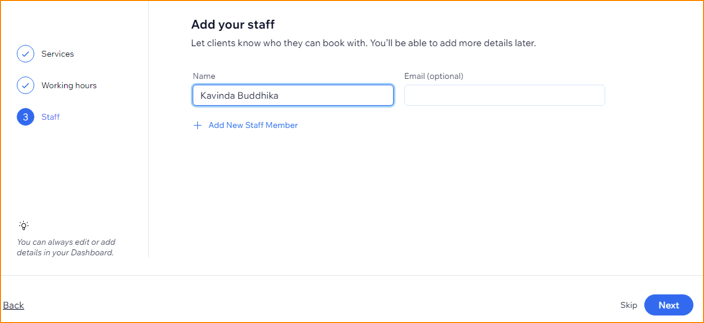 Add your staff
Let clients know who they can book with. You'll be able to add more details later.
Services
Working hours
3
Staff
Name
Email (optional)
Kavinda Buddhika
Add New Staff Member
You can always edit or add
details in your Dashboard.
Back
Skip
Next